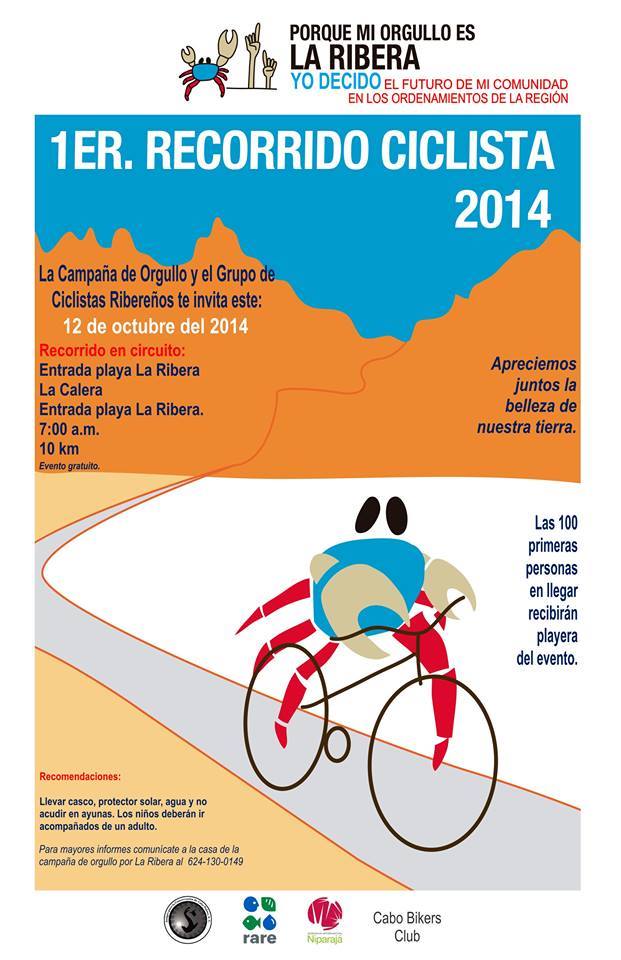 PORQUE MI ORGULLO ES
LA RIBERA
YO DECIDO EL FUTURO DE MI COMUNIDAD
EN LOS ORDENAMIENTOS DE LA REGIÓN
1ER. RECORRIDO CICLISTA
2014
La Campaña de Orgullo y el Grupo de
Ciclistas Ribereños te invita este:
12 de octubre del 2014
Recorrido en circuito:
Entrada playa La Ribera
La Calera
Entrada playa La Ribera.
7:00 a.m.
10 km
Evento gratuito.
Apreciemos
juntos la
belleza de
nuestra tierra.
Las 100
primeras
personas
en llegar
recibirán
playera
del evento.
Recomendaciones:
Llevar casco, protector solar, agua y no
acudir en ayunas. Los niños deberán ir
acompañados de un adulto.
Para mayores informes comunicate a la casa de la
campaña de orgullo por La Ribera al 624-130-0149
rare
Niparajá
Cabo Bikers
Club